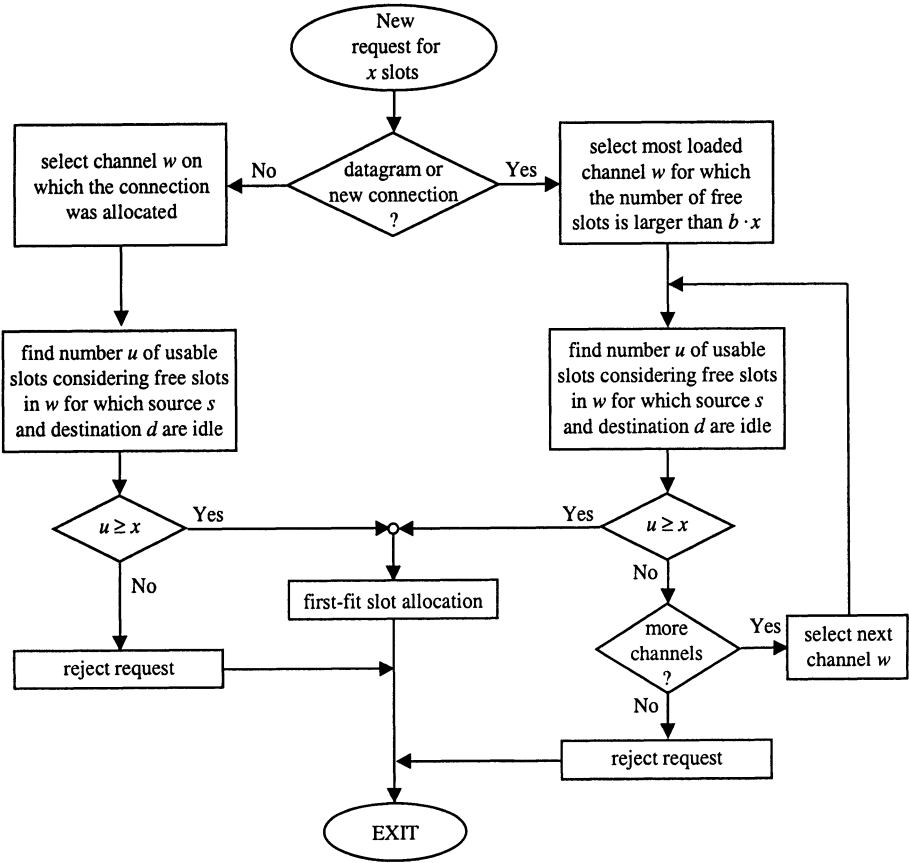 New
request for
x slots
datagram or
new connection
?
No
Yes
select channel w on
which the connection
was allocated
select most loaded
channel w for which
the number of free
slots is larger than b · x
find number u of usable
slots considering free slots
in w for which source s
and destination d are idle
find number u of usable
slots considering free slots
in w for which source s
and destination d are idle
u ≥ x
Yes
Yes
u ≥ x
No
No
first-fit slot allocation
more
channels
?
Yes
select next
channel w
reject request
No
reject request
EXIT